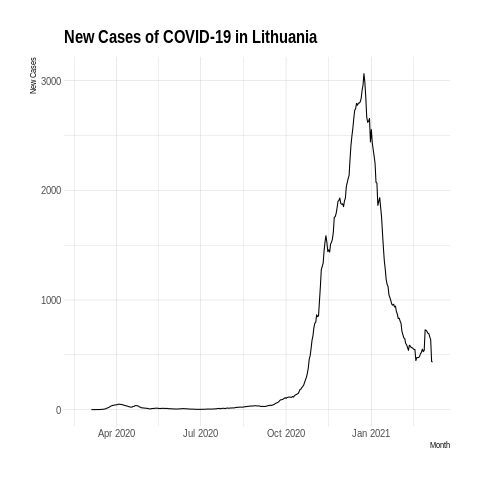 New Cases of COVID-19 in Lithuania
New Cases
3000
2000
1000
0
Apr 2020 Jul 2020 Oct 2020 Jan 2021
Month